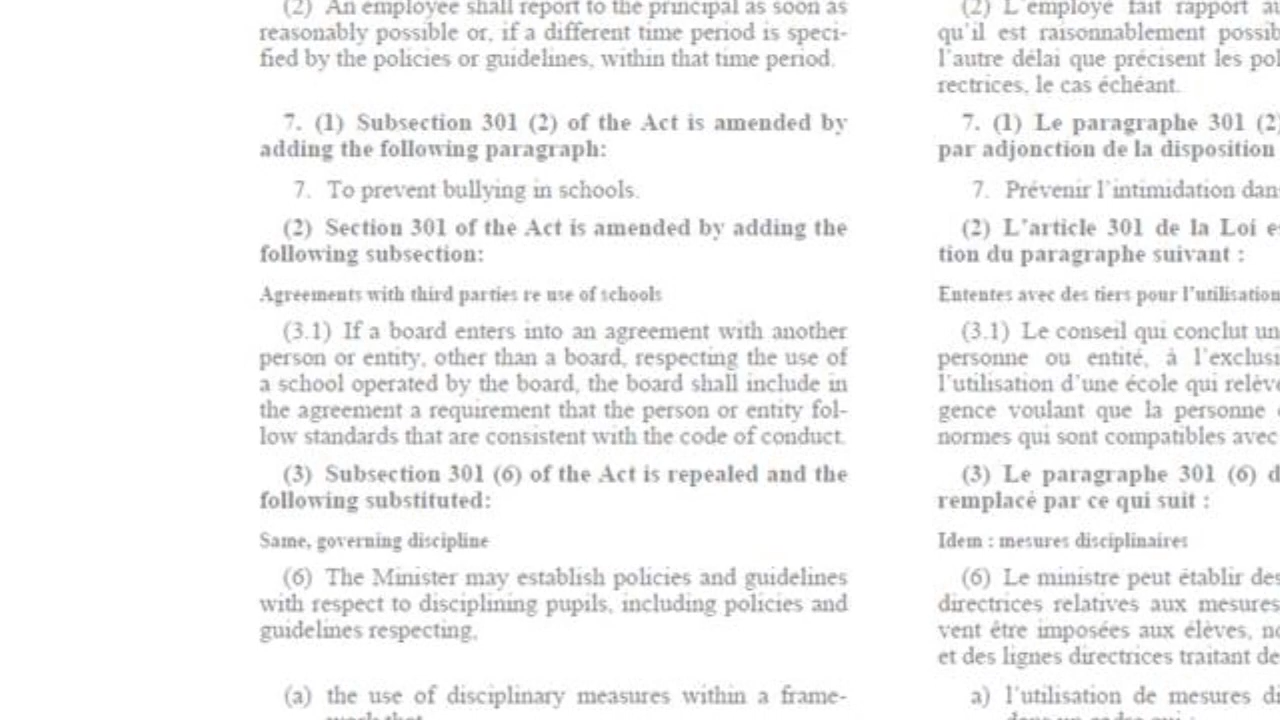 (2) An employee shall report to the principal as soon as
reasonably possible or, if a different time period is speci-
fied by the policies or guidelines, within that time period.
7. (1) Subsection 301 (2) of the Act is amended by
adding the following paragraph:
7. To prevent bullying in schools.
(2) Section 301 of the Act is amended by adding the
following subsection:
Agreements with third parties re use of schools
(3.1) If a board enters into an agreement with another
person or entity, other than a board, respecting the use of
a school operated by the board, the board shall include in
the agreement a requirement that the person or entity fol-
low standards that are consistent with the code of conduct.
(3) Subsection 301 (6) of the Act is repealed and the
following substituted:
Same, governing discipline
(6) The Minister may establish policies and guidelines
with respect to disciplining pupils, including policies and
guidelines respecting,
(a) the use of disciplinary measures within a frame-
work that
(2) L'employé fait rapport au
qu'il est raisonnablement possib
l'autre délai que précisent les pol
rectrices, le cas échéant.
7. (1) Le paragraphe 301 (2)
par adjonction de la disposition
7. Prévenir l'intimidation dan
(2) L'article 301 de la Loi e
tion du paragraphe suivant :
Ententes avec des tiers pour l'utilisation
(3.1) Le conseil qui conclut un
personne ou entité, à l'exclusi
l'utilisation d'une école qui relève
gence voulant que la personne
normes qui sont compatibles avec
(3) Le paragraphe 301 (6) d
remplacé par ce qui suit :
Idem : mesures disciplinaires
(6) Le ministre peut établir des
directrices relatives aux mesures
vent être imposées aux élèves, no
et des lignes directrices traitant de
a) l'utilisation de mesures di